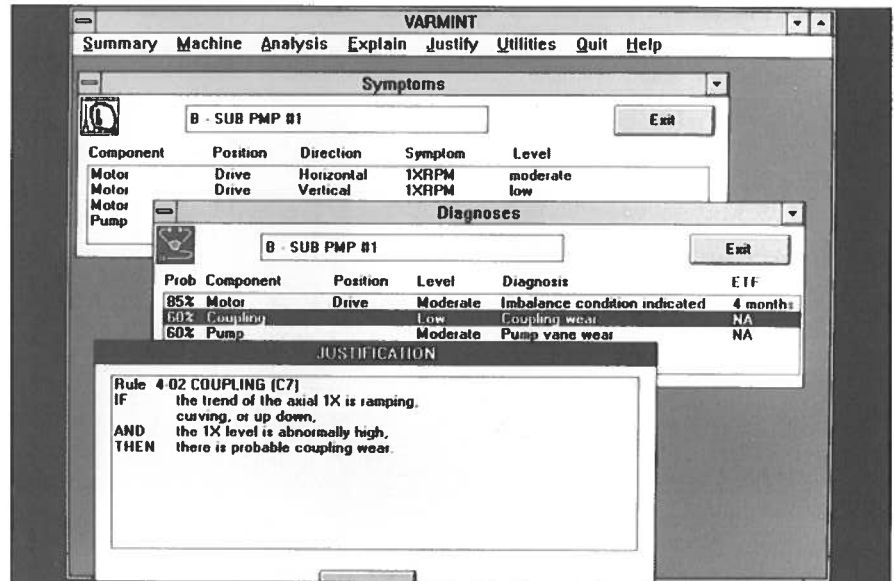 VARMINT
Summary Machine Analysis Explain Justify Utilities Quit Help
Symptoms
B - SUB PMP #1
Exit
Component Position Direction Symptom Level
Motor Drive Horizontal 1XRPM moderate
Motor Drive Vertical 1XRPM low
Motor
Pump
Diagnoses
B - SUB PMP #1
Exit
Prob Component Position Level Diagnosis ETF
85% Motor Drive Moderate Imbalance condition indicated 4 months
60% Coupling Low Coupling wear NA
60% Pump Moderate Pump vane wear NA
JUSTIFICATION
Rule 4-02 COUPLING (C7)
IF the trend of the axial 1X is ramping,
curving, or up down,
AND the 1X level is abnormally high,
THEN there is probable coupling wear.